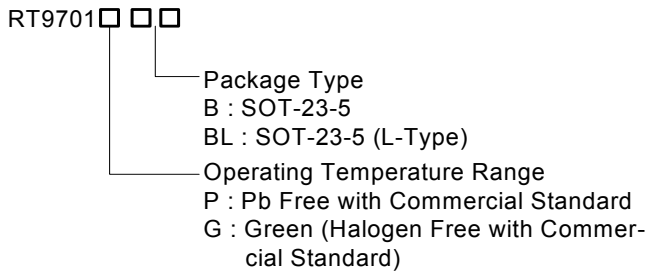 RT9701□ □□
Package Type
B : SOT-23-5
BL : SOT-23-5 (L-Type)
Operating Temperature Range
P : Pb Free with Commercial Standard
G : Green (Halogen Free with Commer-
cial Standard)